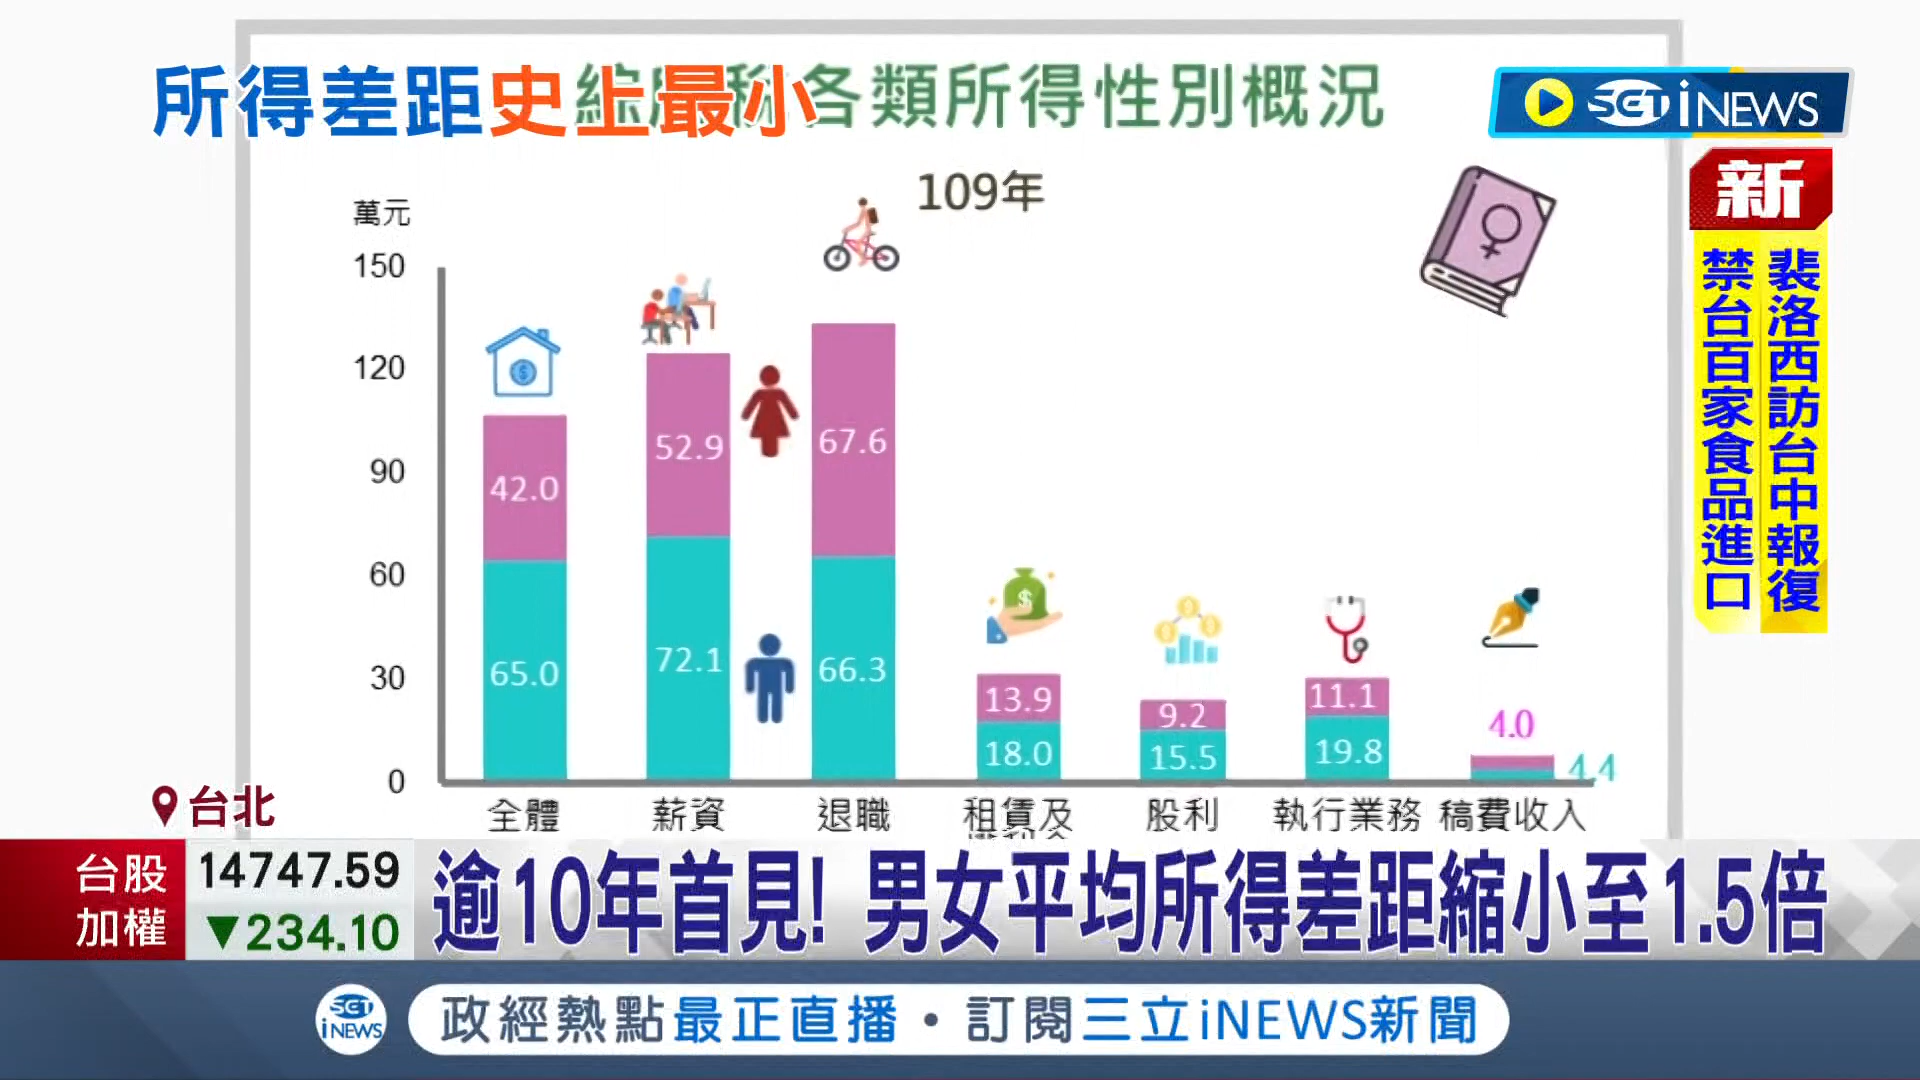 所得差距史上最小
各類所得性別概況
SET iNEWS
新
裴洛西訪台中報復
禁台百家食品進口
109年
萬元
150
120
90
60
30
0
42.0
65.0
52.9
72.1
67.6
66.3
13.9
18.0
9.2
15.5
11.1
19.8
4.0
4.4
全體 薪資 退職 租賃及 股利 執行業務 稿費收入
台北
台股
加權
14747.59
▼234.10
逾10年首見! 男女平均所得差距縮小至1.5倍
SET iNEWS
政經熱點最正直播・訂閱三立iNEWS新聞